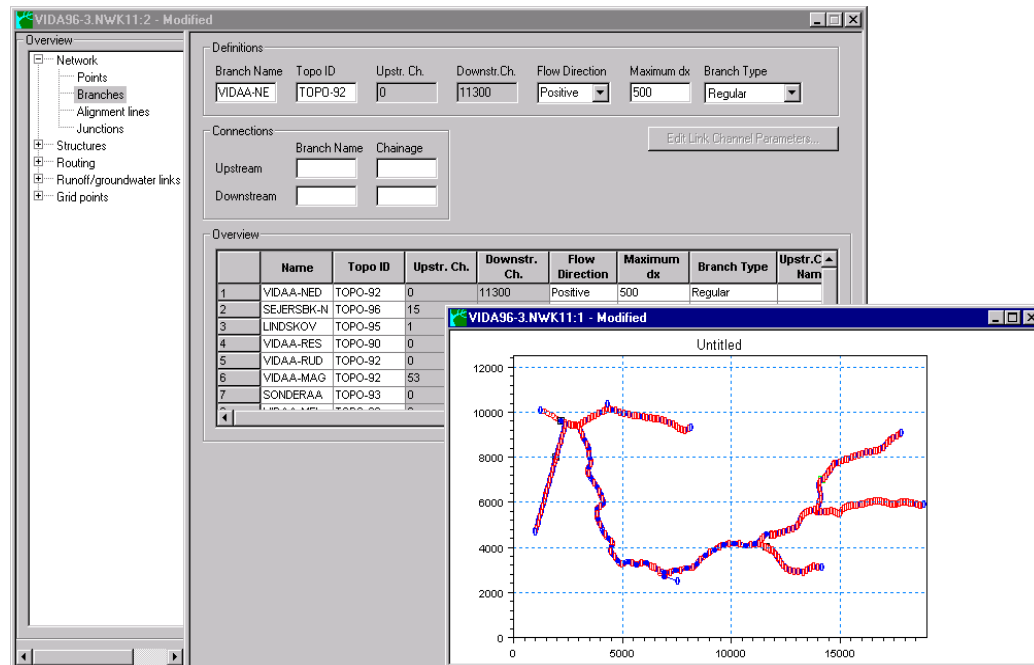 VIDA96-3.NWK11:2 - Modified
Overview
Network
Points
Branches
Alignment lines
Junctions
Structures
Routing
Runoff/groundwater links
Grid points
Definitions
Branch Name Topo ID Upstr. Ch. Downstr.Ch. Flow Direction Maximum dx Branch Type
VIDAA-NE TOPO-92 0 11300 Positive 500 Regular
Connections
Branch Name Chainage
Upstream
Downstream
Edit Link Channel Parameters...
Overview
Name Topo ID Upstr. Ch. Downstr. Ch. Flow Direction Maximum dx Branch Type Upstr.C Nam
1 VIDAA-NED TOPO-92 0 11300 Positive 500 Regular
2 SEJERSBK-N TOPO-96 15
3 LINDSKOV TOPO-95 1
4 VIDAA-RES TOPO-90 0
5 VIDAA-RUD TOPO-92 0
6 VIDAA-MAG TOPO-92 53
7 SONDERAA TOPO-93 0
VIDA96-3.NWK11:1 - Modified
Untitled
12000
10000
8000
6000
4000
2000
0
0 5000 10000 15000